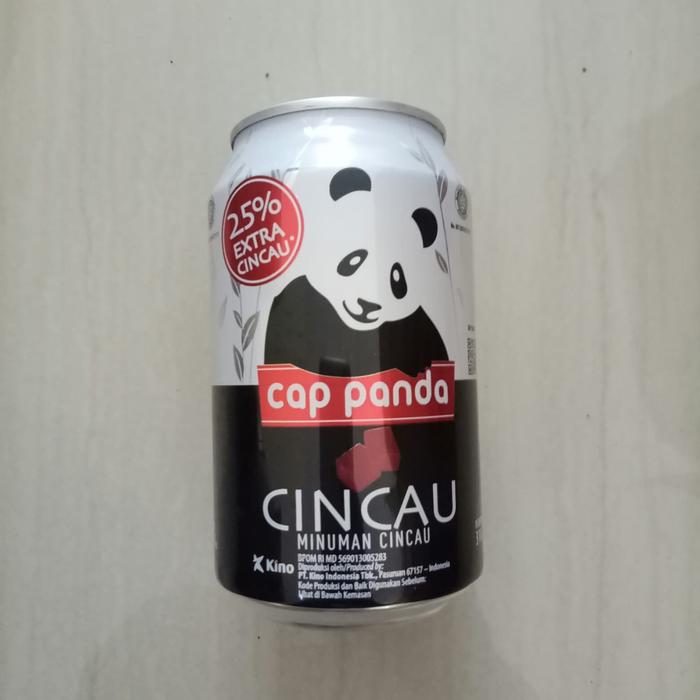 25%
EXTRA
CINCAU*
cap panda
CINCAU
MINUMAN CINCAU
Kino
BPOM RI MD 569013005283
Diproduksi oleh/Produced by:
PT. Kino Indonesia Tbk., Pasuruan 67157 – Indonesia
Kode Produksi dan Baik Digunakan Sebelum:
Lihat di Bawah Kemasan